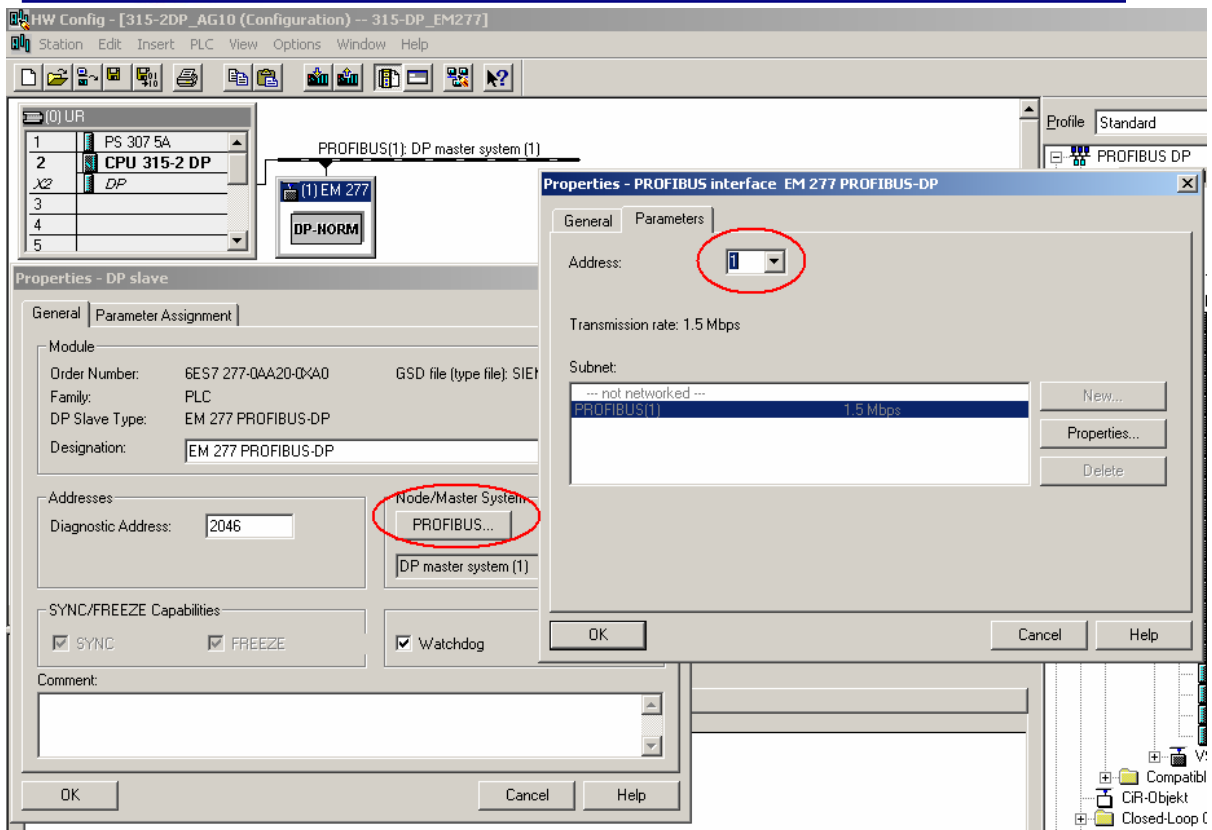 HW Config - [315-2DP_AG10 (Configuration) -- 315-DP_EM277]
Station Edit Insert PLC View Options Window Help
(0) UR
1 PS 307 5A
2 CPU 315-2 DP
X2 DP
3
4
5
PROFIBUS(1): DP master system (1)
(1) EM 277
DP-NORM
Profile Standard
PROFIBUS DP
Properties - PROFIBUS interface EM 277 PROFIBUS-DP
General Parameters
Address: 1
Transmission rate: 1.5 Mbps
Subnet:
--- not networked ---
PROFIBUS(1) 1.5 Mbps
New...
Properties...
Delete
OK Cancel Help
Properties - DP slave
General Parameter Assignment
Module
Order Number: 6ES7 277-0AA20-0XA0 GSD file (type file):
Family: PLC
DP Slave Type: EM 277 PROFIBUS-DP
Designation: EM 277 PROFIBUS-DP
Addresses
Diagnostic Address: 2046
Node/Master System
PROFIBUS...
DP master system (1)
SYNC/FREEZE Capabilities
SYNC FREEZE
Watchdog
Comment:
OK Cancel Help
Compatibl
CiR-Objekt
Closed-Loop